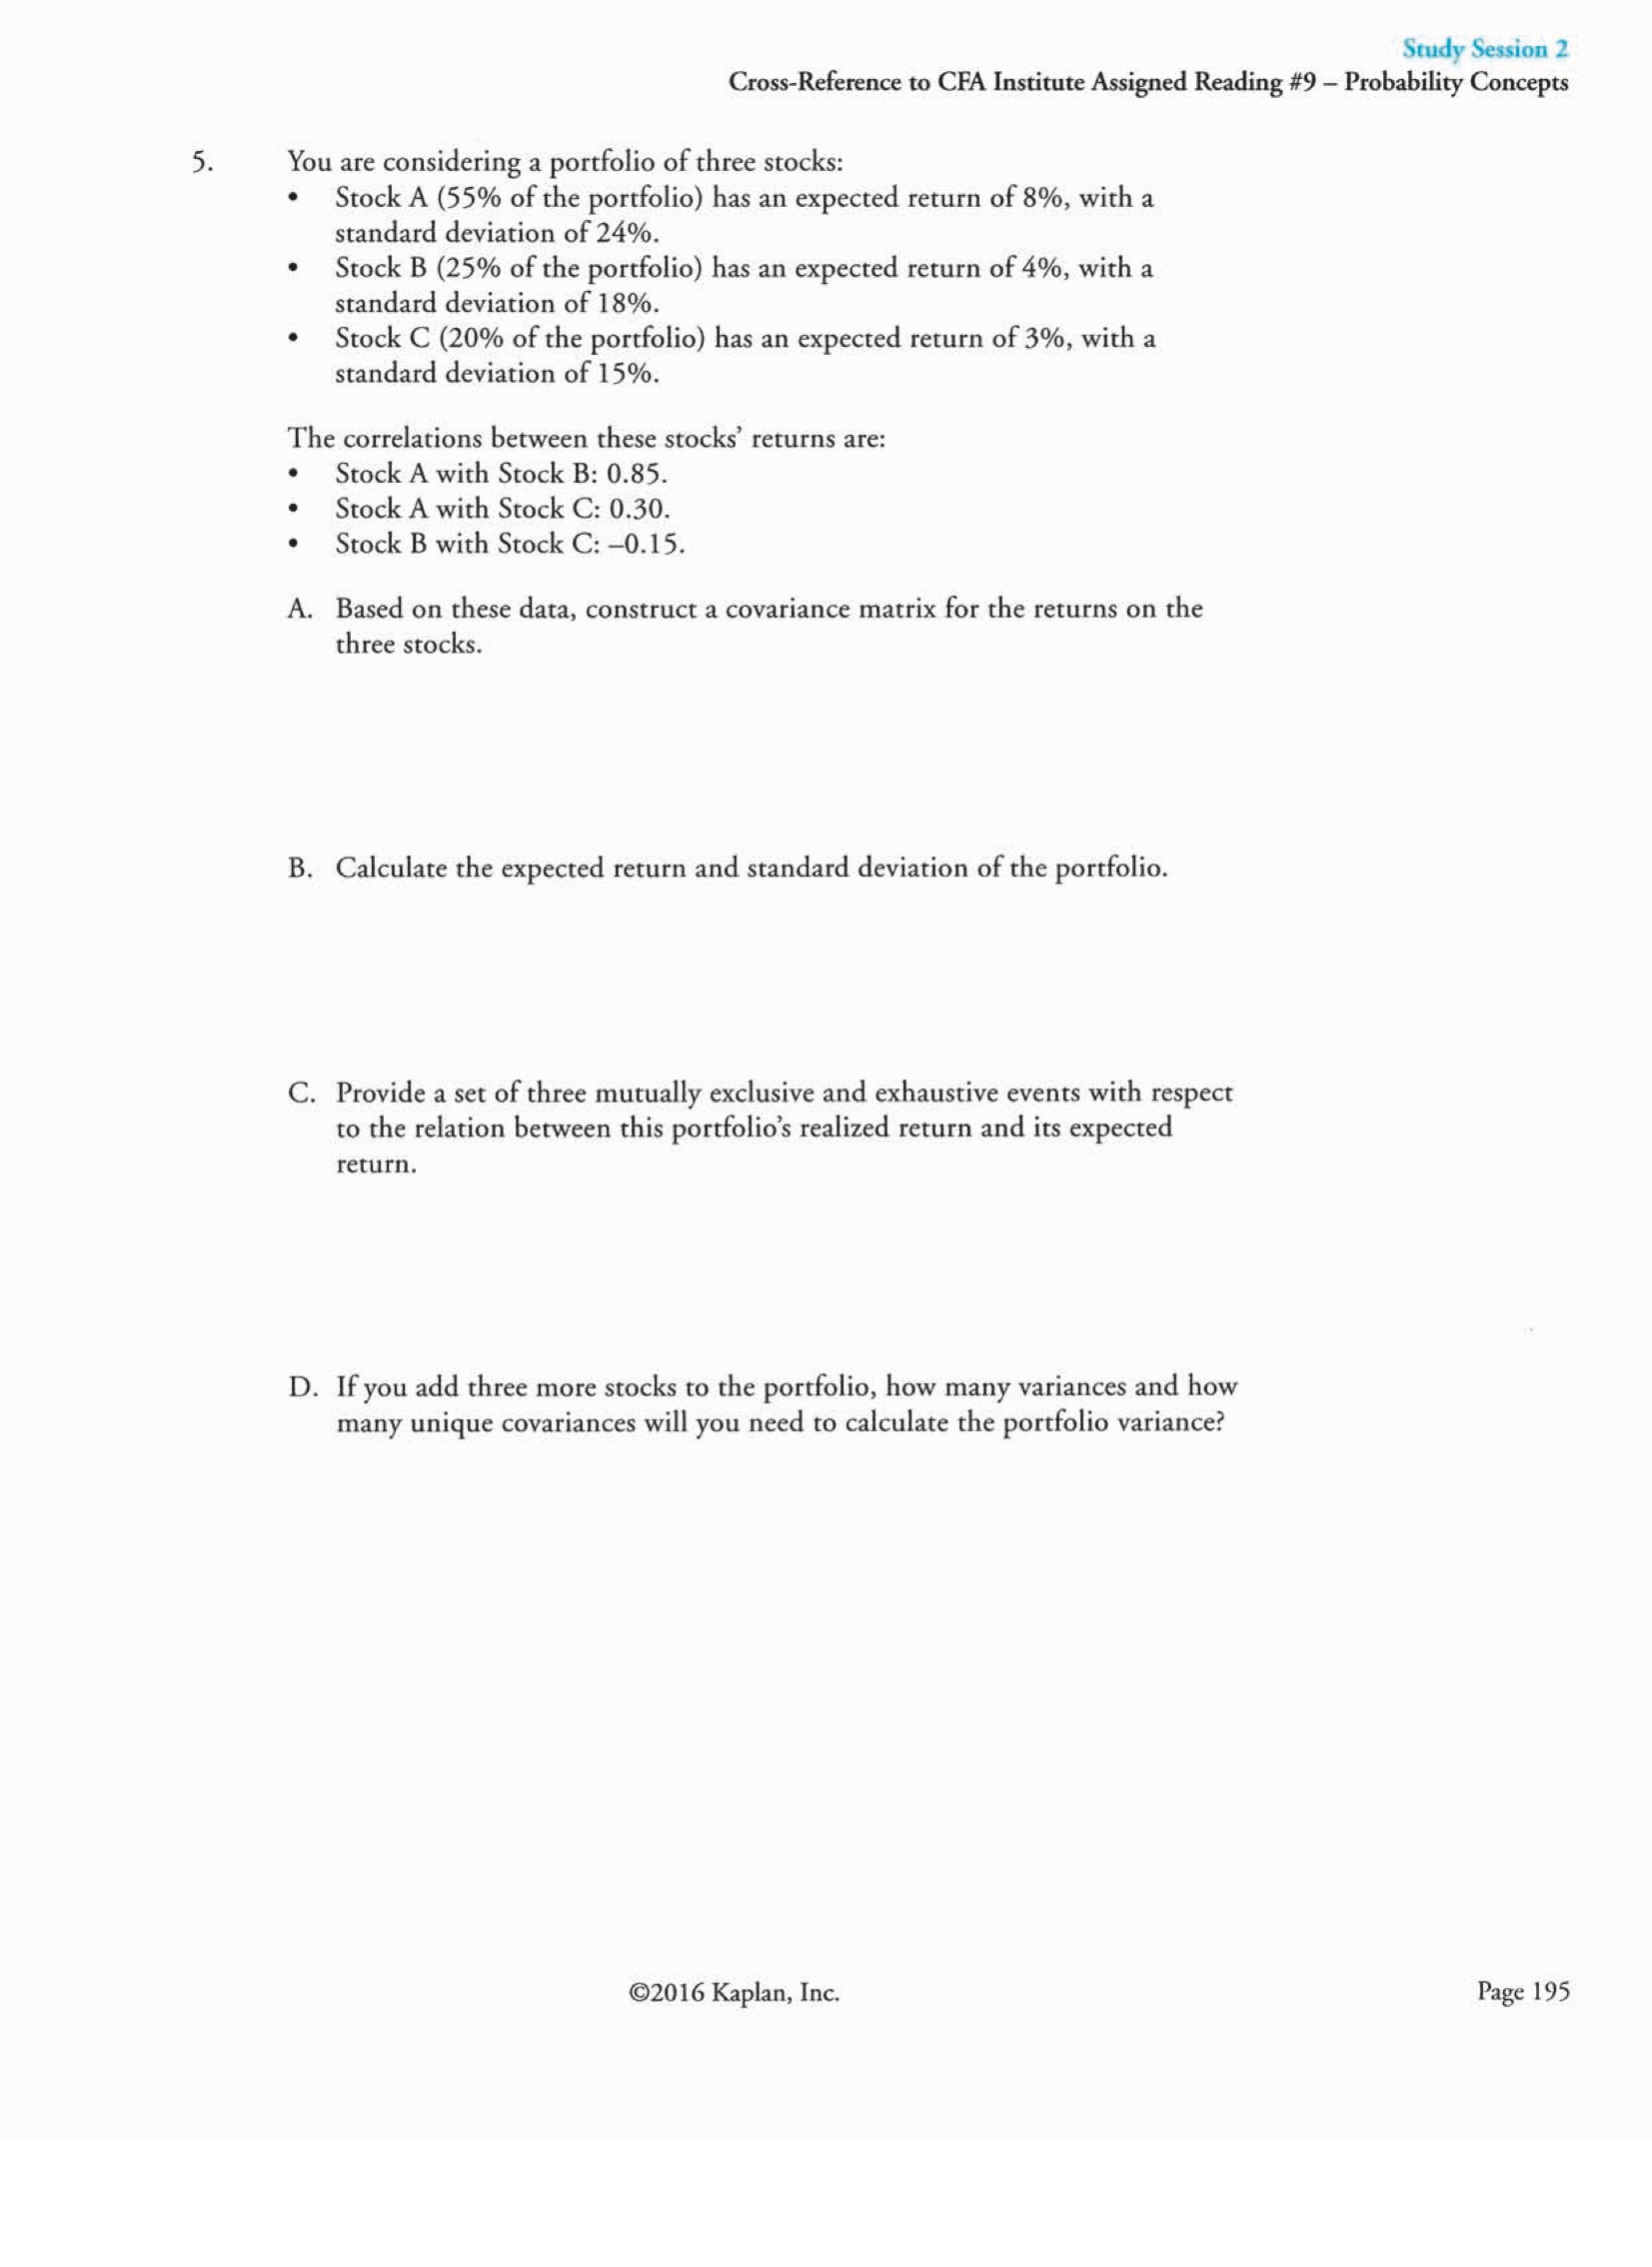 Study Session 2
Cross-Reference to CFA Institute Assigned Reading #9 – Probability Concepts
5. You are considering a portfolio of three stocks:
• Stock A (55% of the portfolio) has an expected return of 8%, with a
standard deviation of 24%.
• Stock B (25% of the portfolio) has an expected return of 4%, with a
standard deviation of 18%.
• Stock C (20% of the portfolio) has an expected return of 3%, with a
standard deviation of 15%.
The correlations between these stocks’ returns are:
• Stock A with Stock B: 0.85.
• Stock A with Stock C: 0.30.
• Stock B with Stock C: –0.15.
A. Based on these data, construct a covariance matrix for the returns on the
three stocks.
B. Calculate the expected return and standard deviation of the portfolio.
C. Provide a set of three mutually exclusive and exhaustive events with respect
to the relation between this portfolio’s realized return and its expected
return.
D. If you add three more stocks to the portfolio, how many variances and how
many unique covariances will you need to calculate the portfolio variance?
©2016 Kaplan, Inc.
Page 195